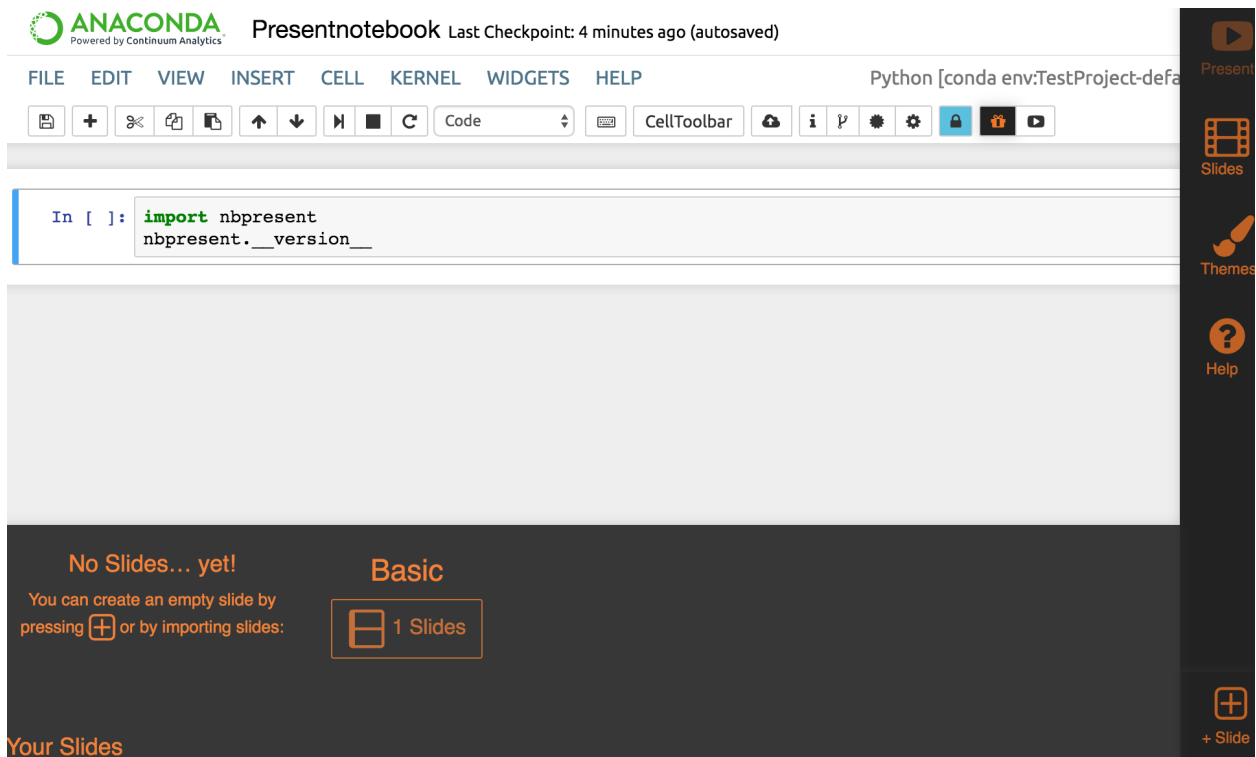 ANACONDA
Powered by Continuum Analytics
Presentnotebook Last Checkpoint: 4 minutes ago (autosaved)
FILE EDIT VIEW INSERT CELL KERNEL WIDGETS HELP Python [conda env:TestProject-defa
Code CellToolbar
In [ ]: import nbpresent
nbpresent.__version__
Present
Slides
Themes
Help
No Slides... yet!
You can create an empty slide by
pressing or by importing slides:
Basic
1 Slides
Your Slides
+ Slide